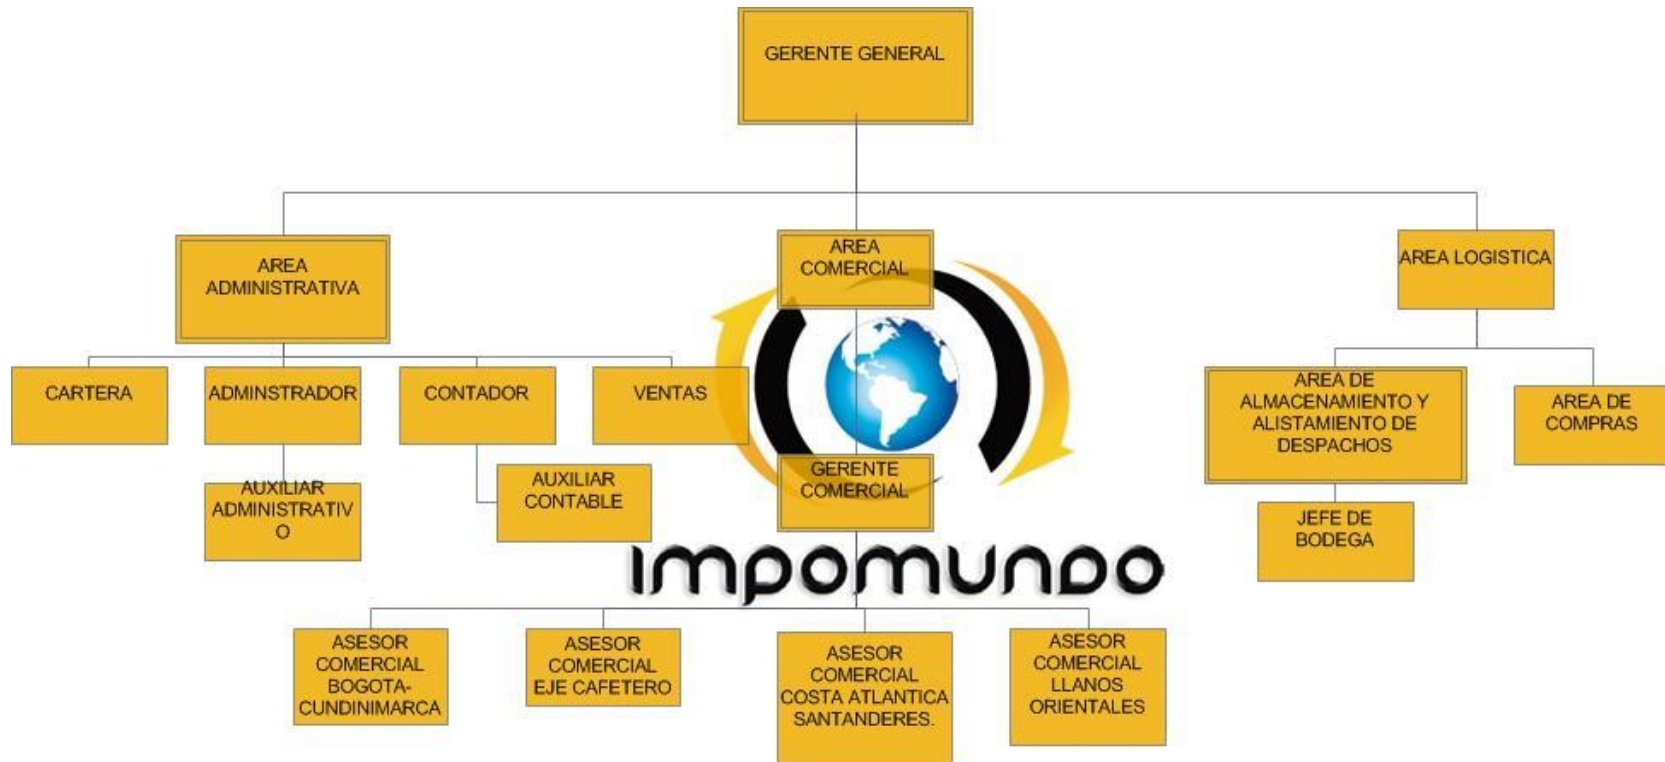 GERENTE GENERAL
AREA
ADMINISTRATIVA
AREA
COMERCIAL
AREA LOGISTICA
CARTERA
ADMINSTRADOR
CONTADOR
VENTAS
AREA DE
ALMACENAMIENTO Y
ALISTAMIENTO DE
DESPACHOS
AREA DE
COMPRAS
AUXILIAR
ADMINISTRATIV
O
AUXILIAR
CONTABLE
GERENTE
COMERCIAL
JEFE DE
BODEGA
IMPOMUNDO
ASESOR
COMERCIAL
BOGOTA-
CUNDINIMARCA
ASESOR
COMERCIAL
EJE CAFETERO
ASESOR
COMERCIAL
COSTA ATLANTICA
SANTANDERES.
ASESOR
COMERCIAL
LLANOS
ORIENTALES